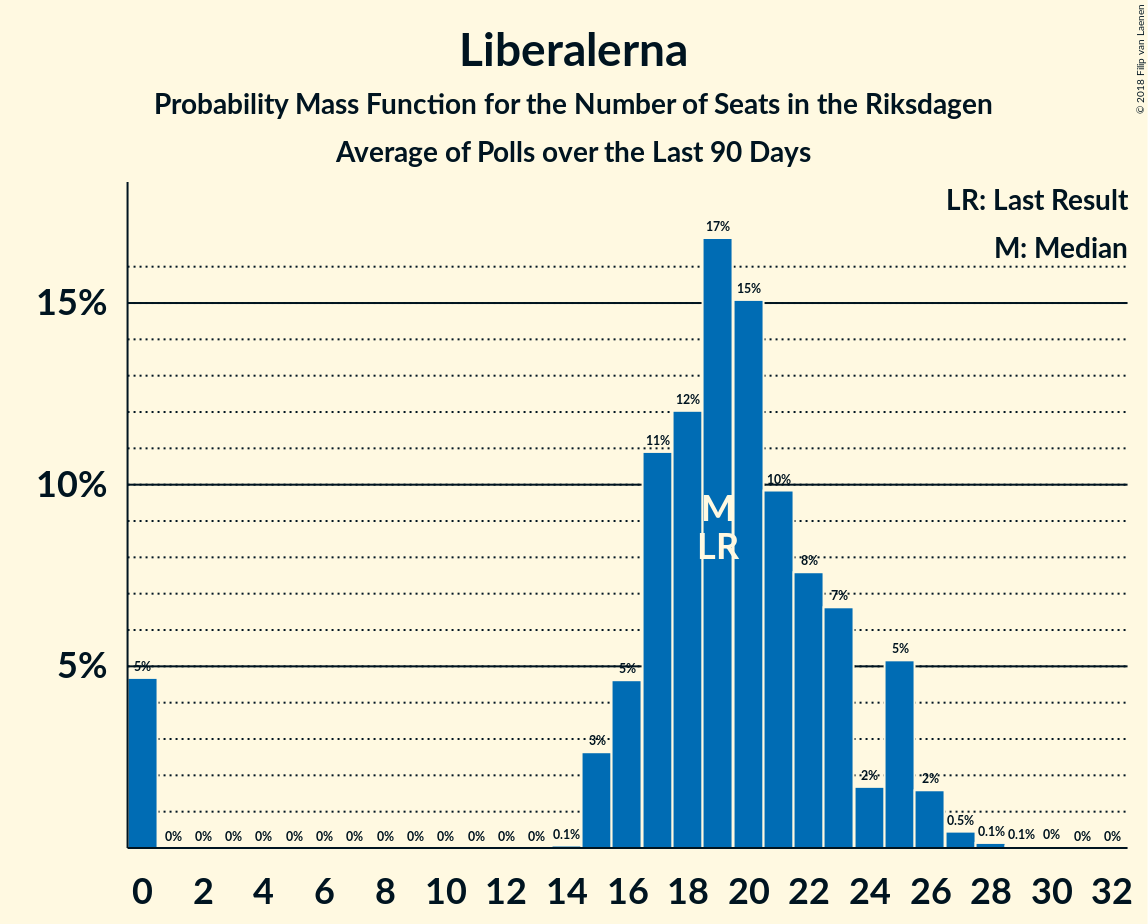 Liberalerna
Probability Mass Function for the Number of Seats in the Riksdagen
Average of Polls over the Last 90 Days
© 2018 Filip van Laenen
LR: Last Result
M: Median
15%
10%
5%
5% 0% 0% 0% 0% 0% 0% 0% 0% 0% 0% 0% 0% 0% 0.1% 3% 5% 11% 12% 17% 15% 10% 8% 7% 2% 5% 2% 0.5% 0.1% 0.1% 0% 0% 0%
M
LR
0 2 4 6 8 10 12 14 16 18 20 22 24 26 28 30 32